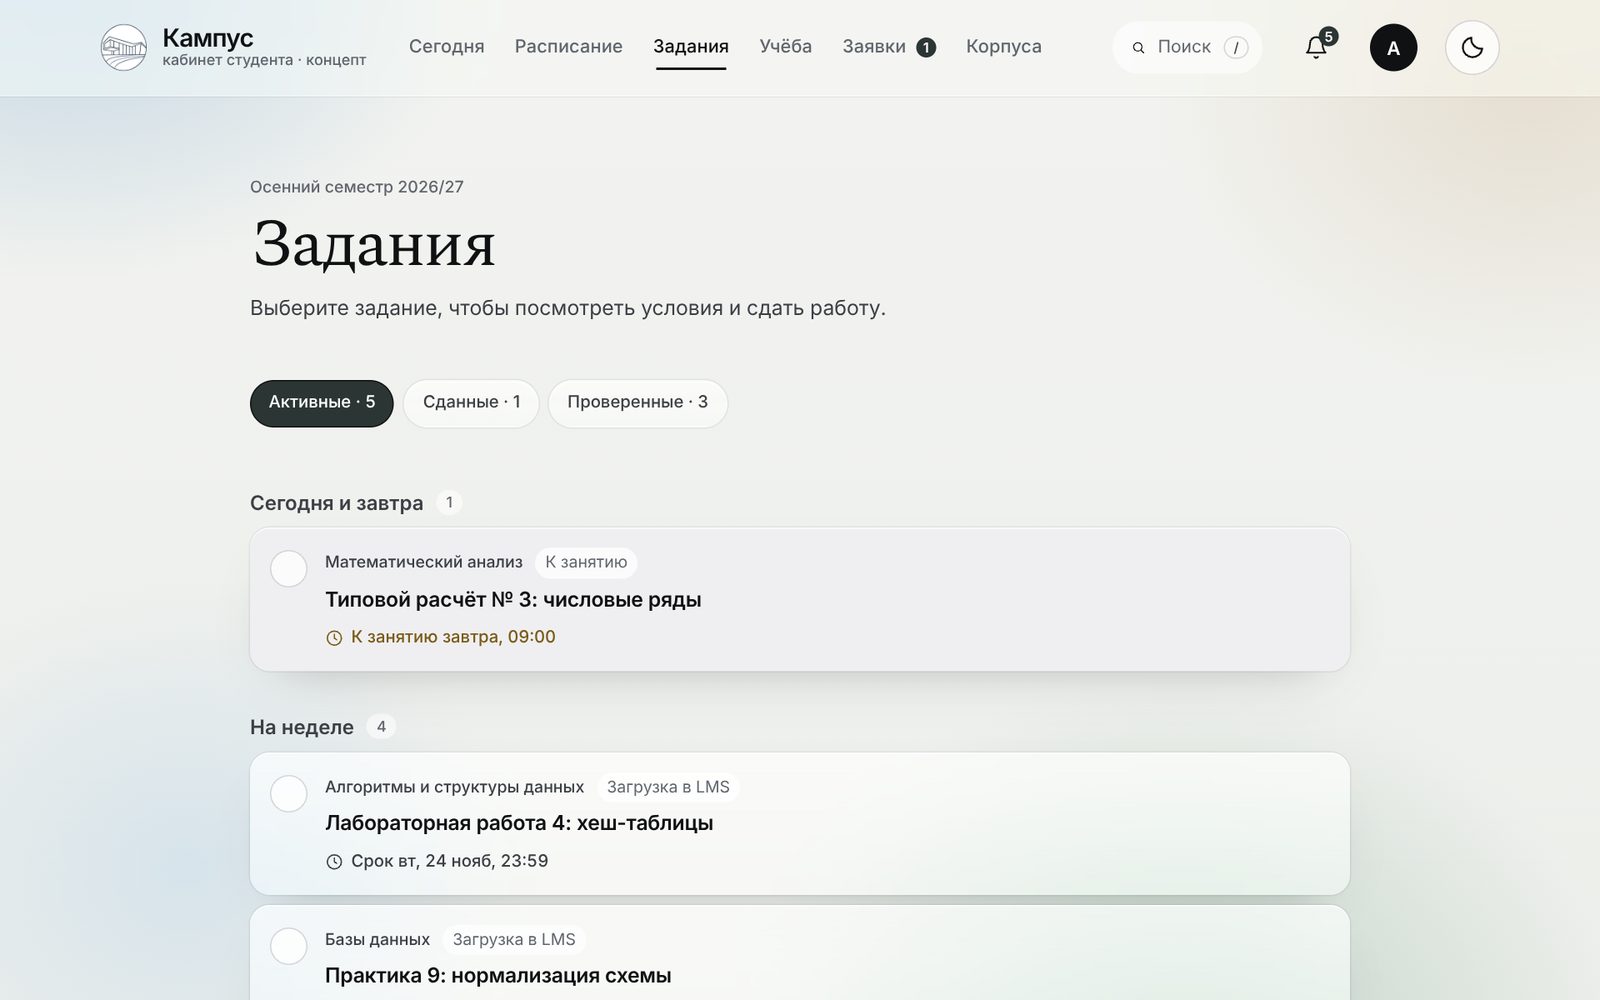 Кампус
кабинет студента · концепт
Сегодня
Расписание
Задания
Учёба
Заявки 1
Корпуса
Поиск /
5
А
Осенний семестр 2026/27
Задания
Выберите задание, чтобы посмотреть условия и сдать работу.
Активные · 5
Сданные · 1
Проверенные · 3
Сегодня и завтра 1
Математический анализ К занятию
Типовой расчёт № 3: числовые ряды
К занятию завтра, 09:00
На неделе 4
Алгоритмы и структуры данных Загрузка в LMS
Лабораторная работа 4: хеш-таблицы
Срок вт, 24 нояб, 23:59
Базы данных Загрузка в LMS
Практика 9: нормализация схемы